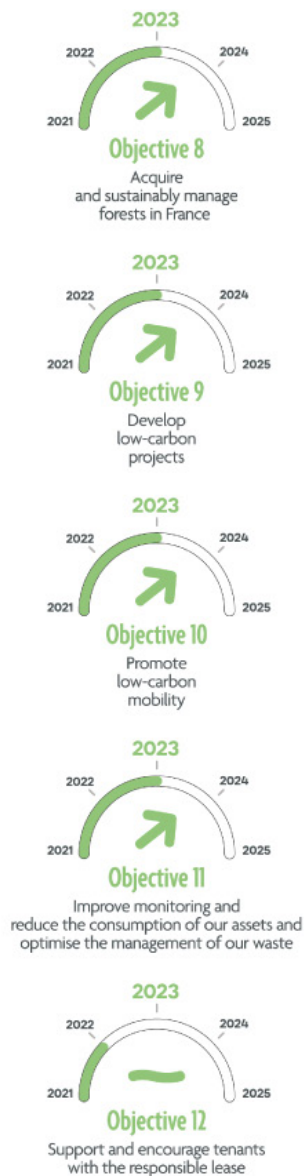 2023
2022
2024
2021
2025
Objective 8
Acquire
and sustainably manage
forests in France
2023
2022
2024
2021
2025
Objective 9
Develop
low-carbon
projects
2023
2022
2024
2021
2025
Objective 10
Promote
low-carbon
mobility
2023
2022
2024
2021
2025
Objective 11
Improve monitoring and
reduce the consumption of our assets and
optimise the management of our waste
2023
2022
2024
2021
2025
Objective 12
Support and encourage tenants
with the responsible lease